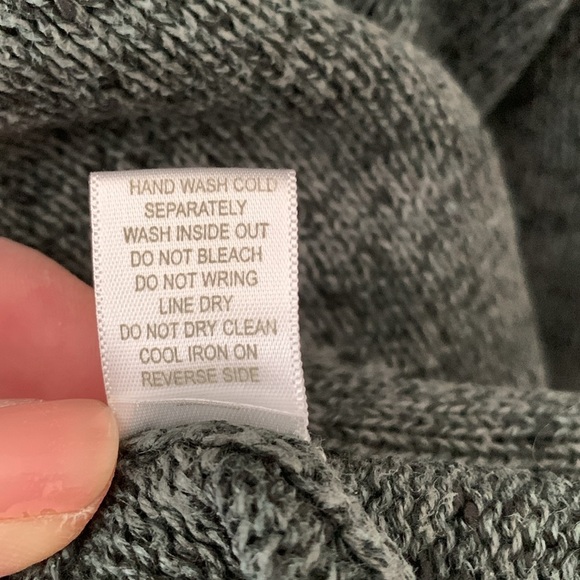 HAND WASH COLD
SEPARATELY
WASH INSIDE OUT
DO NOT BLEACH
DO NOT WRING
LINE DRY
DO NOT DRY CLEAN
COOL IRON ON
REVERSE SIDE